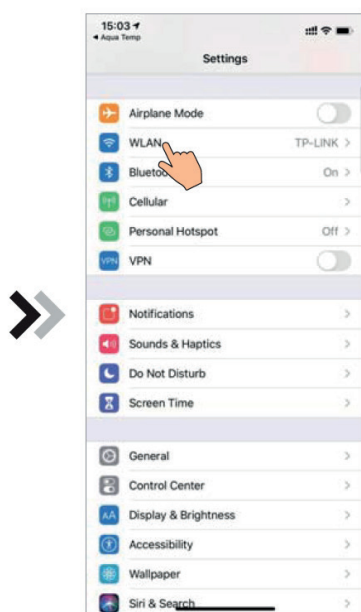 15:03
◀ Aqua Temp
Settings
Airplane Mode
WLAN TP-LINK >
On >
Cellular >
Personal Hotspot Off >
VPN VPN
Notifications >
Sounds & Haptics >
Do Not Disturb >
Screen Time >
General >
Control Center >
AA Display & Brightness >
Accessibility >
Wallpaper >
Siri & Search >